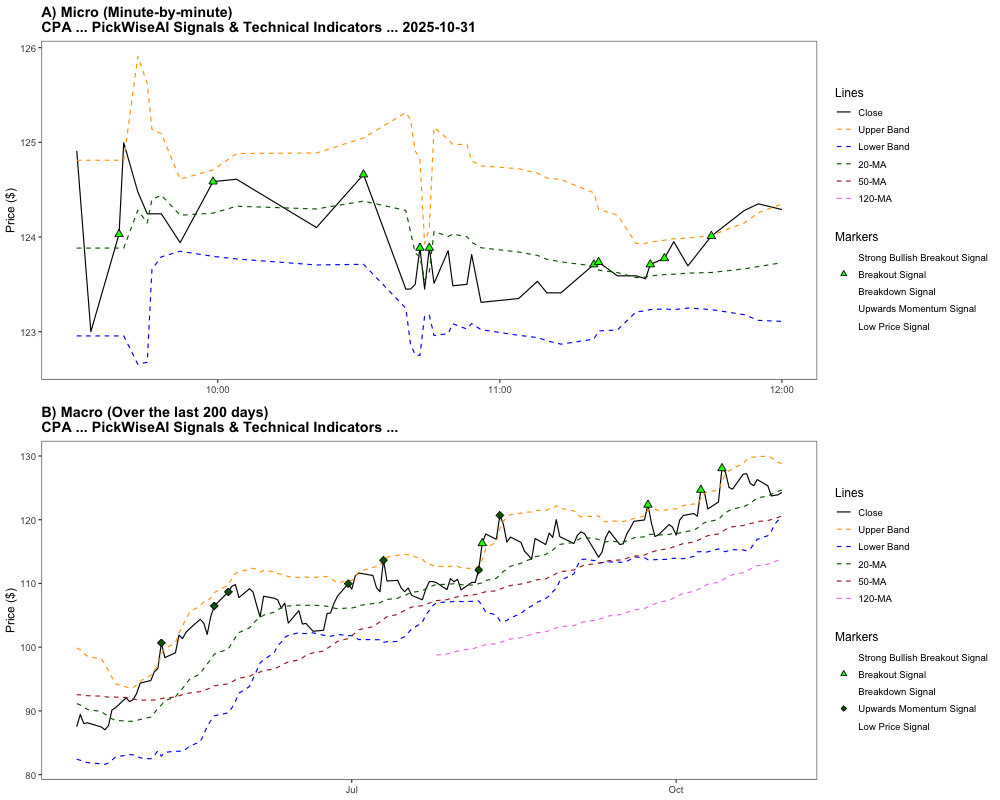 A) Micro (Minute-by-minute)
CPA ... PickWiseAI Signals & Technical Indicators ... 2025-10-31
126
125
124
123
Price ($)
10:00
11:00
12:00
Lines
Close
Upper Band
Lower Band
20-MA
50-MA
120-MA
Markers
Strong Bullish Breakout Signal
Breakout Signal
Breakdown Signal
Upwards Momentum Signal
Low Price Signal
B) Macro (Over the last 200 days)
CPA ... PickWiseAI Signals & Technical Indicators ...
130
120
110
100
90
80
Price ($)
Jul
Oct
Lines
Close
Upper Band
Lower Band
20-MA
50-MA
120-MA
Markers
Strong Bullish Breakout Signal
Breakout Signal
Breakdown Signal
Upwards Momentum Signal
Low Price Signal